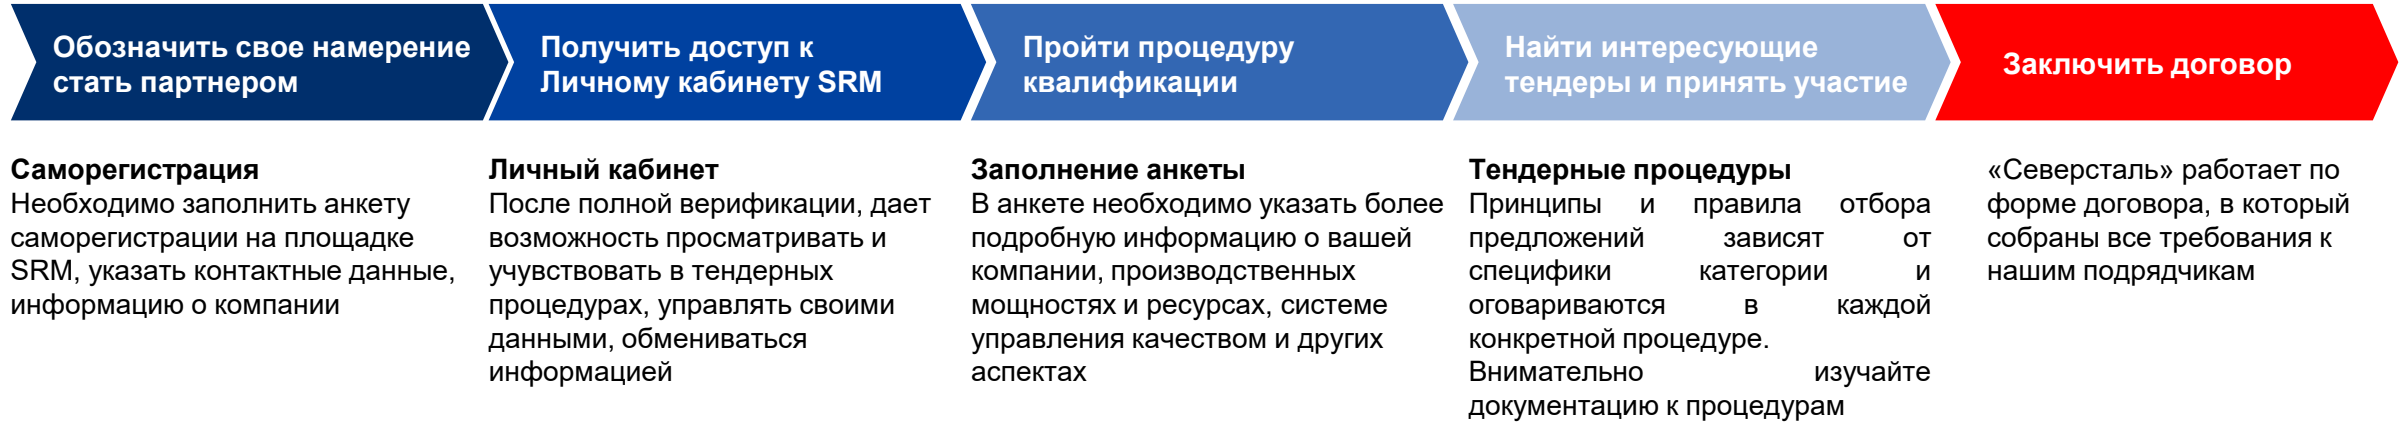 Обозначить свое намерение
стать партнером
Получить доступ к
Личному кабинету SRM
Пройти процедуру
квалификации
Найти интересующие
тендеры и принять участие
Заключить договор
Саморегистрация
Необходимо заполнить анкету
саморегистрации на площадке
SRM, указать контактные данные,
информацию о компании
Личный кабинет
После полной верификации, дает
возможность просматривать и
учувствовать в тендерных
процедурах, управлять своими
данными, обмениваться
информацией
Заполнение анкеты
В анкете необходимо указать более
подробную информацию о вашей
компании, производственных
мощностях и ресурсах, системе
управления качеством и других
аспектах
Тендерные процедуры
Принципы и правила отбора
предложений зависят от
специфики категории и
оговариваются в каждой
конкретной процедуре.
Внимательно изучайте
документацию к процедурам
«Северсталь» работает по
форме договора, в который
собраны все требования к
нашим подрядчикам